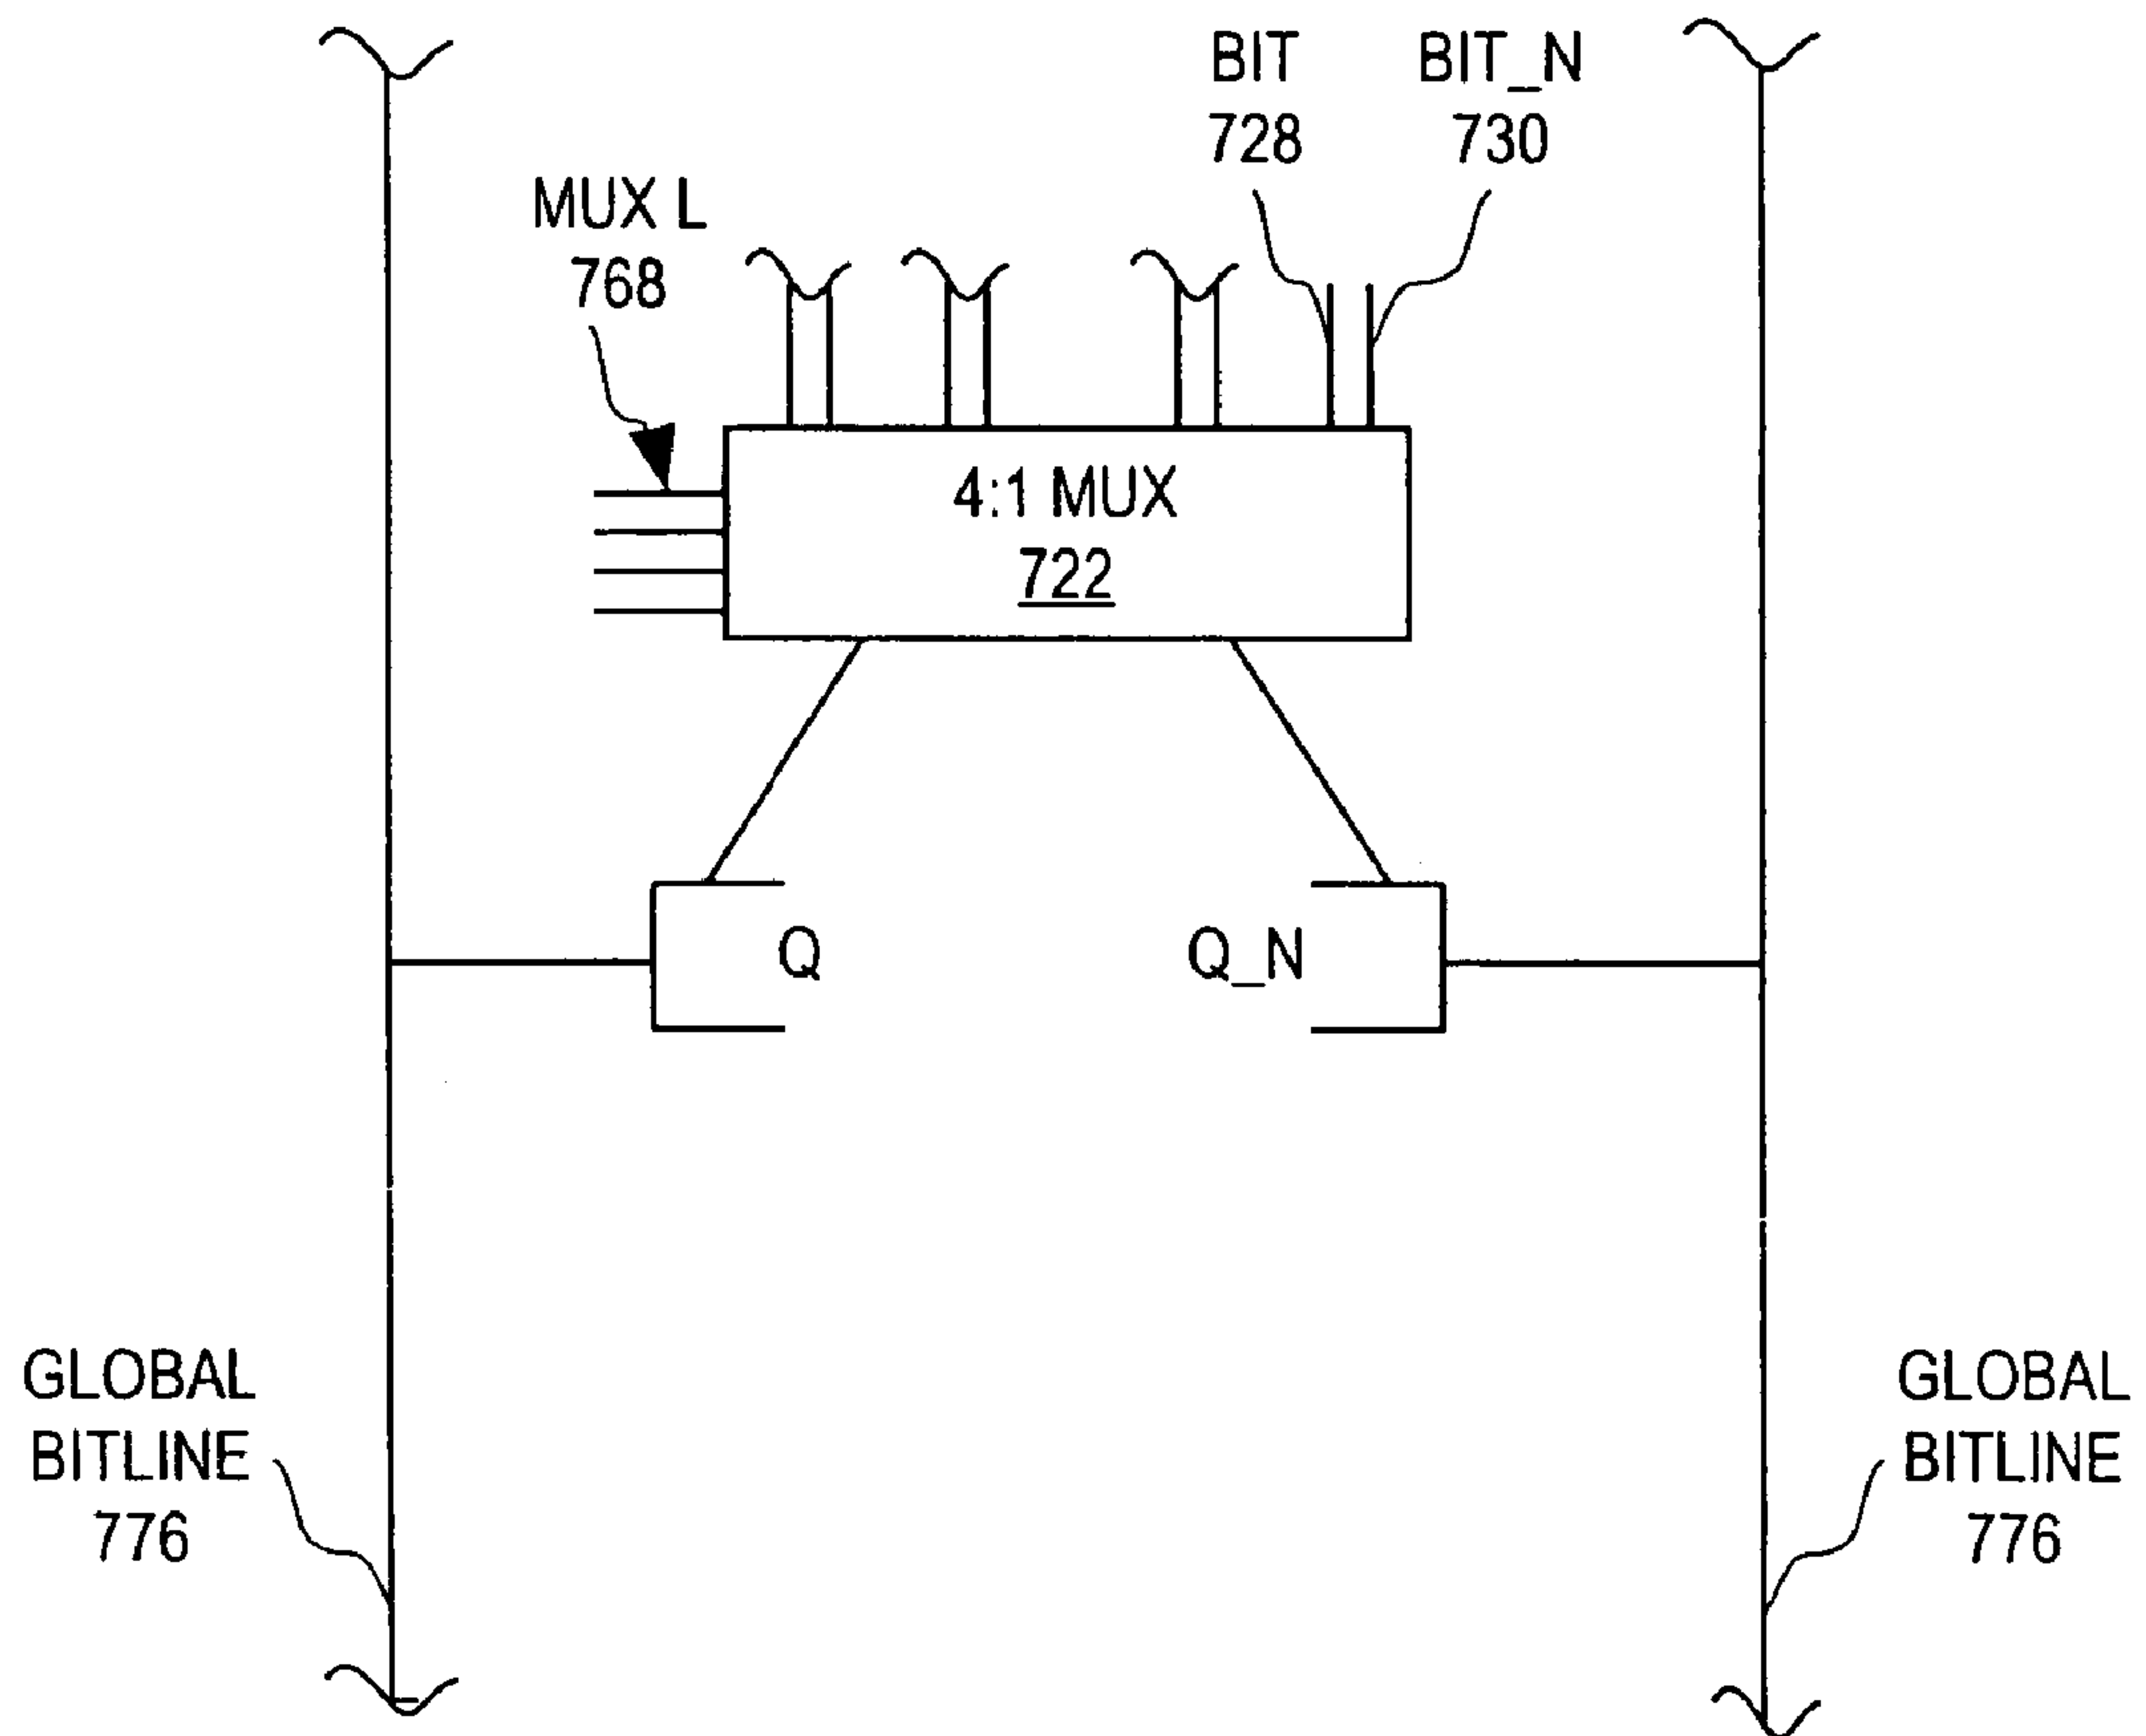 BIT
728
BIT_N
730
MUX L
768
4:1 MUX
722
Q
Q_N
GLOBAL
BITLINE
776
GLOBAL
BITLINE
776